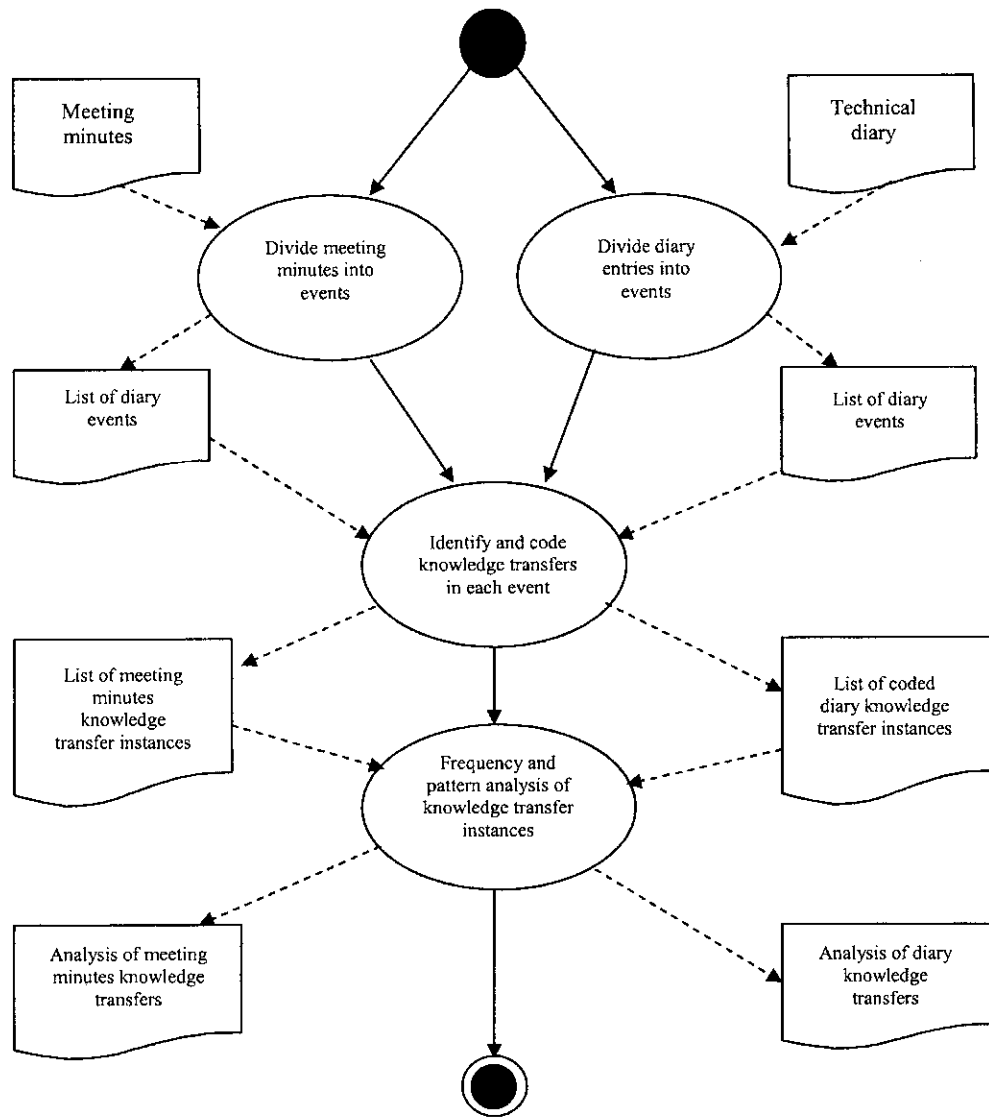 Meeting
minutes
Technical
diary
Divide meeting
minutes into
events
Divide diary
entries into
events
List of diary
events
List of diary
events
Identify and code
knowledge transfers
in each event
List of meeting
minutes
knowledge
transfer instances
List of coded
diary knowledge
transfer instances
Frequency and
pattern analysis of
knowledge transfer
instances
Analysis of meeting
minutes knowledge
transfers
Analysis of diary
knowledge
transfers